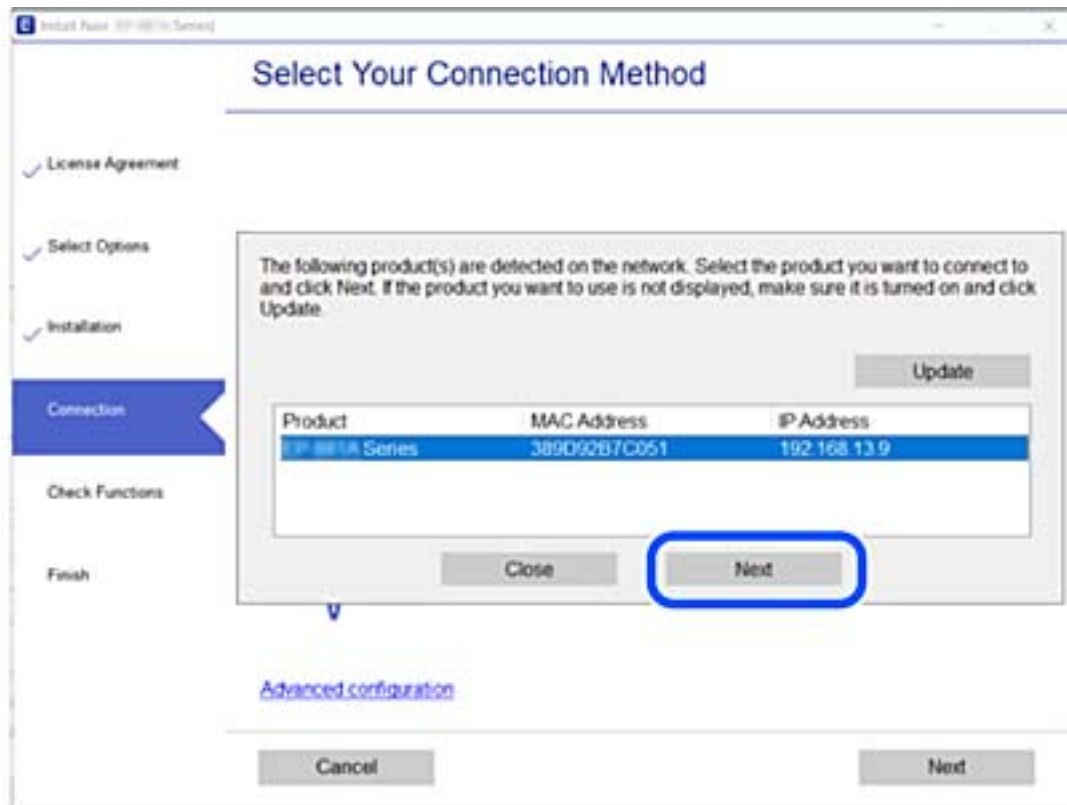 Install Navi Series]
Select Your Connection Method
License Agreement
Select Options
Installation
Connection
Check Functions
Finish
The following product(s) are detected on the network. Select the product you want to connect to
and click Next. If the product you want to use is not displayed, make sure it is turned on and click
Update.
Update
Product MAC Address IP Address
Series 389D92B7C051 192.168.13.9
Close Next
Advanced configuration
Cancel Next